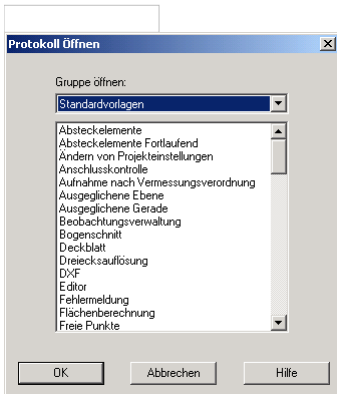 Protokoll Öffnen
Gruppe öffnen:
Standardvorlagen
Absteckelemente
Absteckelemente Fortlaufend
Ändern von Projekteinstellungen
Anschlusskontrolle
Aufnahme nach Vermessungsverordnung
Ausgeglichene Ebene
Ausgeglichene Gerade
Beobachtungsverwaltung
Bogenschnitt
Deckblatt
Dreiecksauflösung
DXF
Editor
Fehlermeldung
Flächenberechnung
Freie Punkte
OK Abbrechen Hilfe